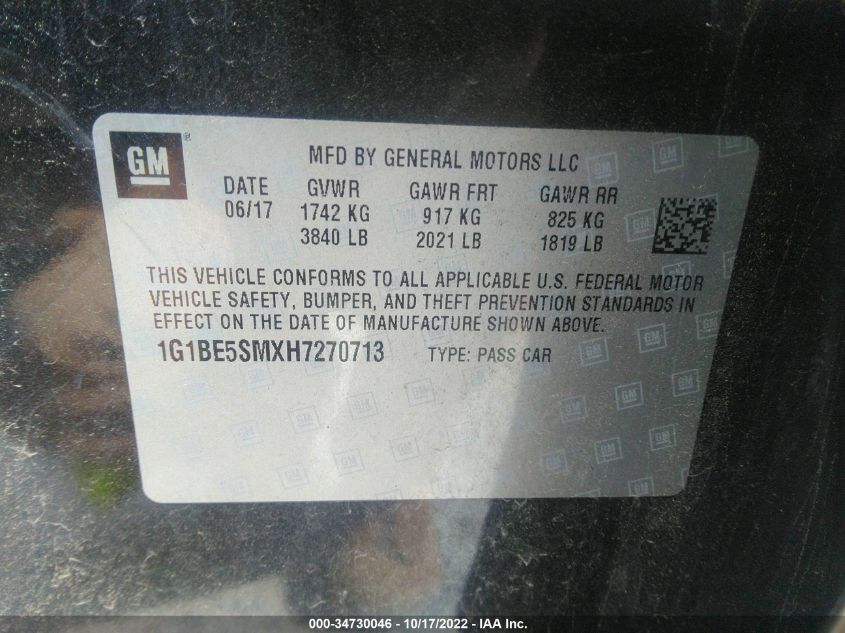 GM ®
MFD BY GENERAL MOTORS LLC
DATE GVWR GAWR FRT GAWR RR
06/17 1742 KG 917 KG 825 KG
3840 LB 2021 LB 1819 LB
THIS VEHICLE CONFORMS TO ALL APPLICABLE U.S. FEDERAL MOTOR
VEHICLE SAFETY, BUMPER, AND THEFT PREVENTION STANDARDS IN
EFFECT ON THE DATE OF MANUFACTURE SHOWN ABOVE.
1G1BE5SMXH7270713 TYPE: PASS CAR
000-34730046 - 10/17/2022 - IAA Inc.